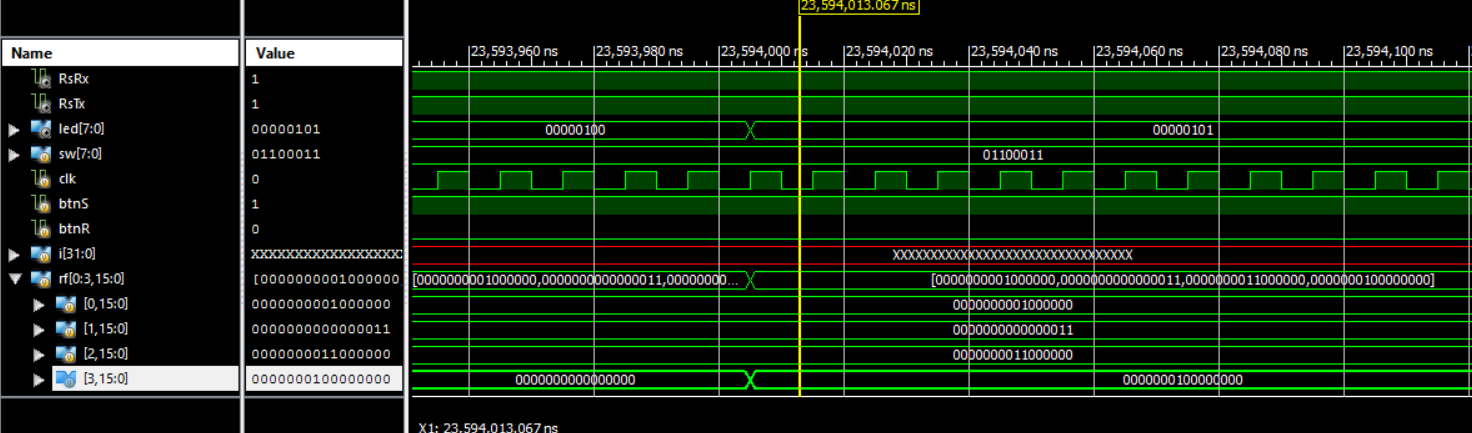 23,594,013.067 ns
Name Value 23,593,960 ns 23,593,980 ns 23,594,000 ns 23,594,020 ns 23,594,040 ns 23,594,060 ns 23,594,080 ns 23,594,100 ns
RsRx 1
RsTx 1
led[7:0] 00000101 00000100 00000101
sw[7:0] 01100011 01100011
clk 0
btnS 1
btnR 0
i[31:0] XXXXXXXXXXXXXXXXXX XXXXXXXXXXXXXXXXXXXXXXXXXXXXXXXX
rf[0:3,15:0] [0000000001000000 [0000000001000000,0000000000000011,00000000... [0000000001000000,0000000000000011,0000000011000000,0000000100000000]
[0,15:0] 0000000001000000 0000000001000000
[1,15:0] 0000000000000011 0000000000000011
[2,15:0] 0000000011000000 0000000011000000
[3,15:0] 0000000100000000 0000000000000000 0000000100000000
X1: 23,594,013.067 ns